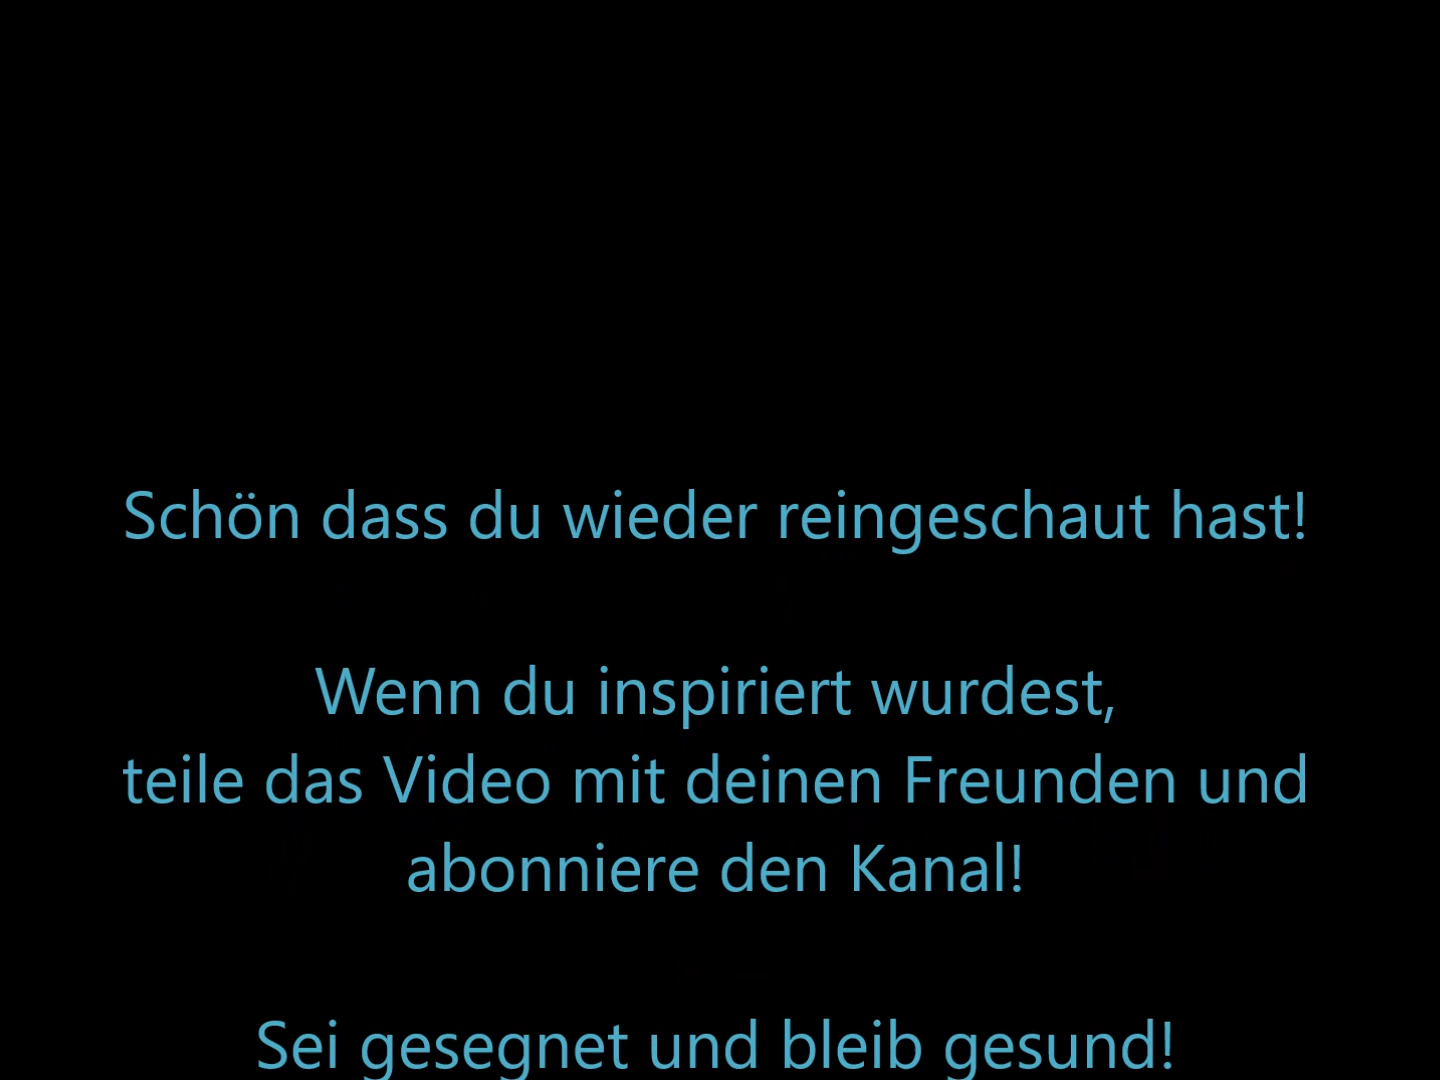 Schön dass du wieder reingeschaut hast!
Wenn du inspiriert wurdest,
teile das Video mit deinen Freunden und
abonniere den Kanal!
Sei gesegnet und bleib gesund!